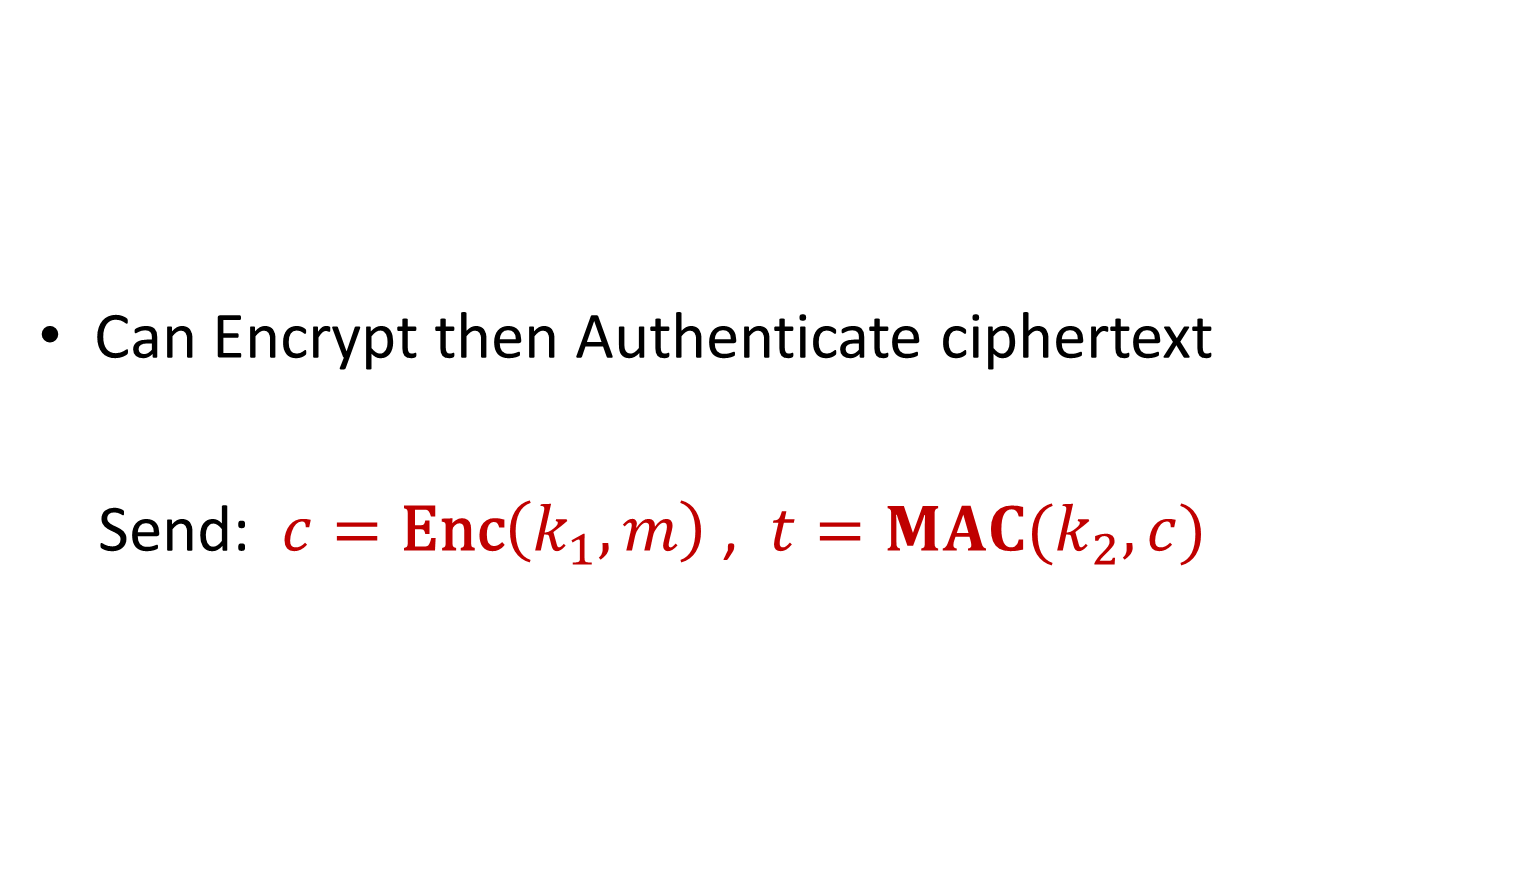 • Can Encrypt then Authenticate ciphertext
Send: c = Enc(k₁, m) , t = MAC(k₂, c)